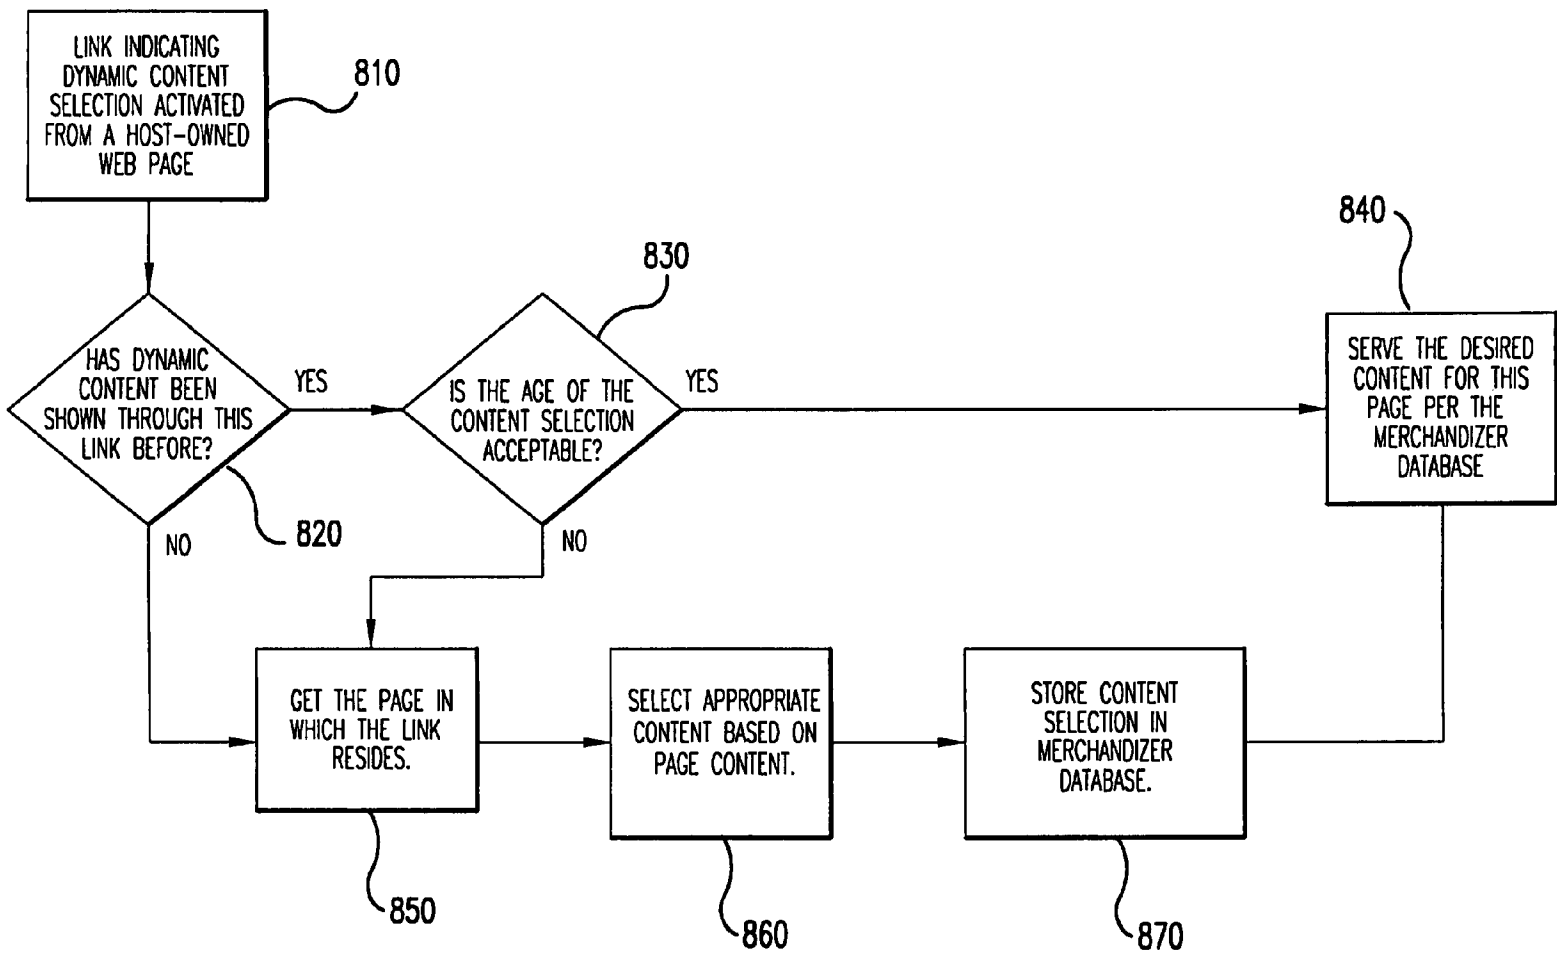 LINK INDICATING
DYNAMIC CONTENT
SELECTION ACTIVATED
FROM A HOST-OWNED
WEB PAGE
810
HAS DYNAMIC
CONTENT BEEN
SHOWN THROUGH THIS
LINK BEFORE?
820
YES
NO
IS THE AGE OF THE
CONTENT SELECTION
ACCEPTABLE?
830
YES
NO
SERVE THE DESIRED
CONTENT FOR THIS
PAGE PER THE
MERCHANDIZER
DATABASE
840
GET THE PAGE IN
WHICH THE LINK
RESIDES.
850
SELECT APPROPRIATE
CONTENT BASED ON
PAGE CONTENT.
860
STORE CONTENT
SELECTION IN
MERCHANDIZER
DATABASE.
870